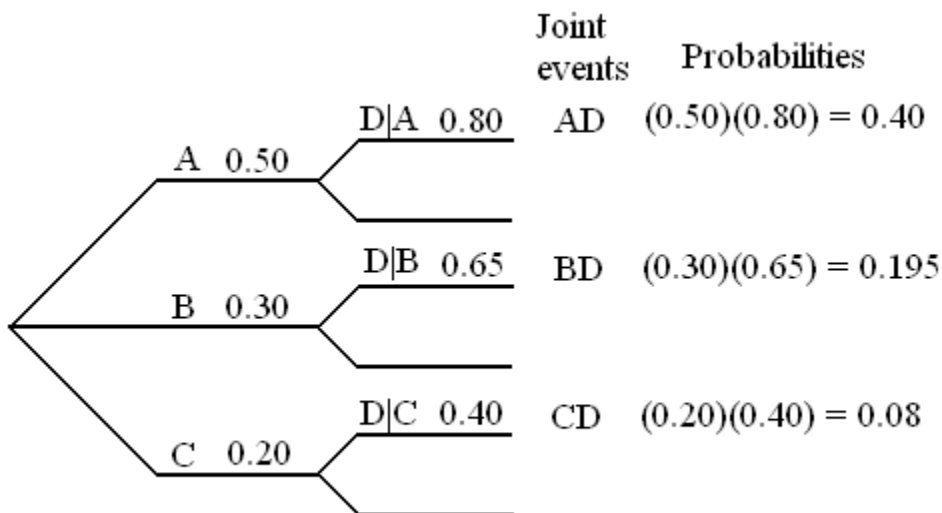 Joint
events
Probabilities
D|A 0.80
AD
(0.50)(0.80) = 0.40
A 0.50
D|B 0.65
BD
(0.30)(0.65) = 0.195
B 0.30
D|C 0.40
CD
(0.20)(0.40) = 0.08
C 0.20